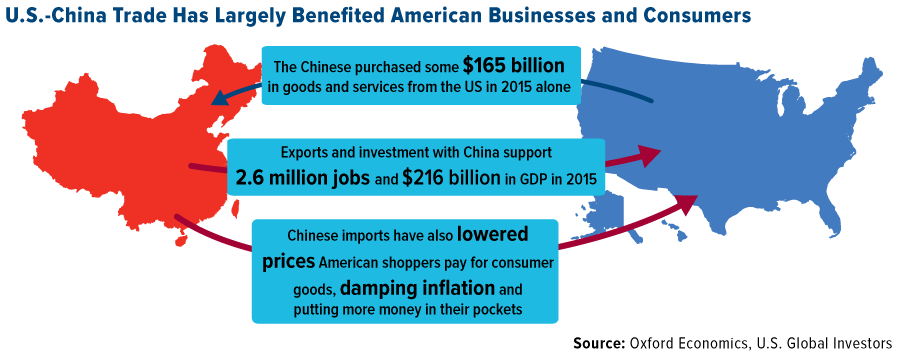 U.S.-China Trade Has Largely Benefited American Businesses and Consumers
The Chinese purchased some $165 billion
in goods and services from the US in 2015 alone
Exports and investment with China support
2.6 million jobs and $216 billion in GDP in 2015
Chinese imports have also lowered
prices American shoppers pay for consumer
goods, damping inflation and
putting more money in their pockets
Source: Oxford Economics, U.S. Global Investors